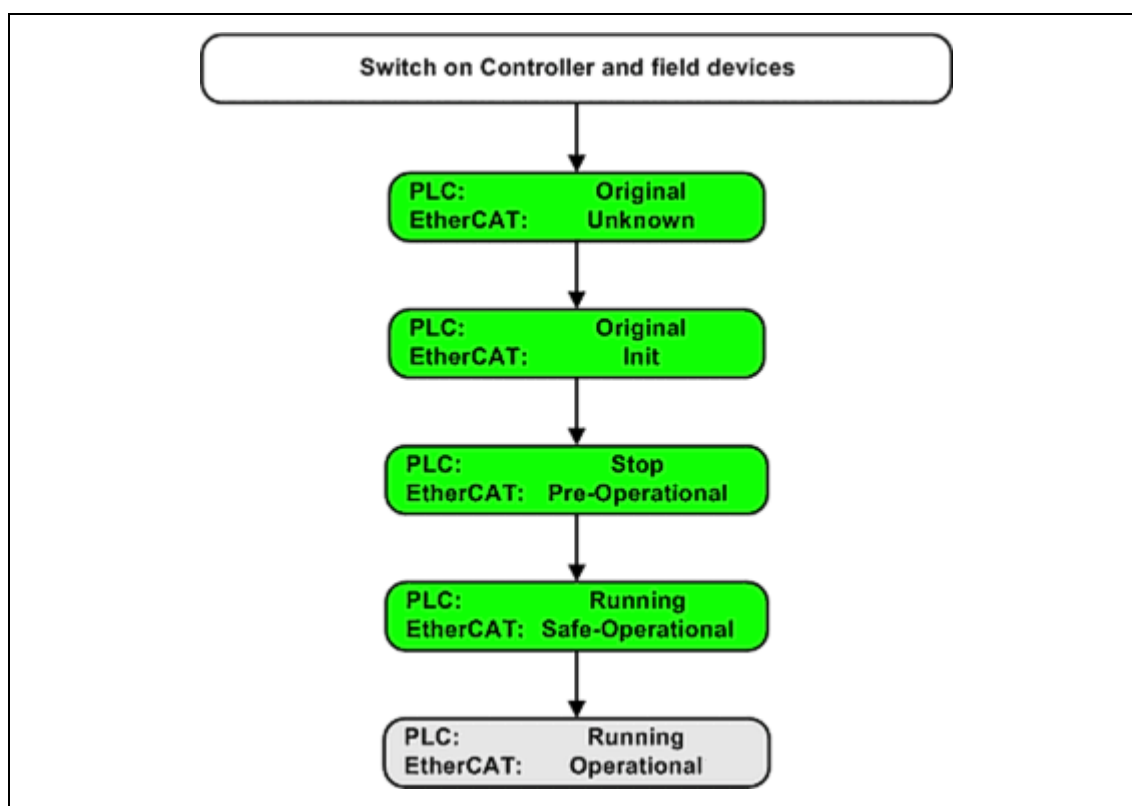 Switch on Controller and field devices
PLC: Original
EtherCAT: Unknown
PLC: Original
EtherCAT: Init
PLC: Stop
EtherCAT: Pre-Operational
PLC: Running
EtherCAT: Safe-Operational
PLC: Running
EtherCAT: Operational